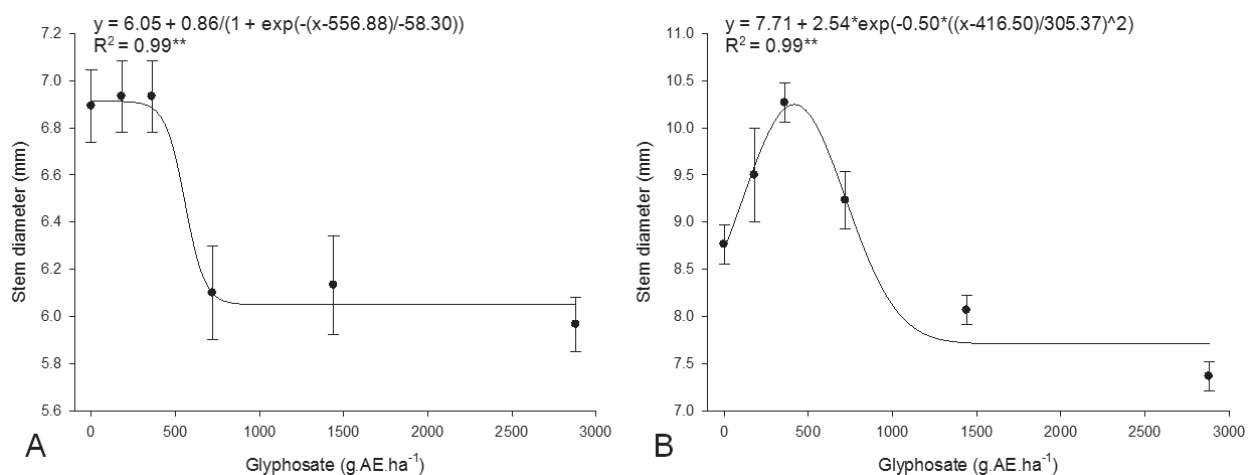 y = 6.05 + 0.86/(1 + exp(-(x-556.88)/-58.30))
R² = 0.99**
7.0
6.8
6.6
6.4
6.2
6.0
5.8
5.6
7.2
Stem diameter (mm)
0 500 1000 1500 2000 2500 3000
Glyphosate (g.AE.ha⁻¹)
A
y = 7.71 + 2.54*exp(-0.50*((x-416.50)/305.37)^2)
R² = 0.99**
11.0
10.5
10.0
9.5
9.0
8.5
8.0
7.5
7.0
Stem diameter (mm)
0 500 1000 1500 2000 2500 3000
Glyphosate (g.AE.ha⁻¹)
B